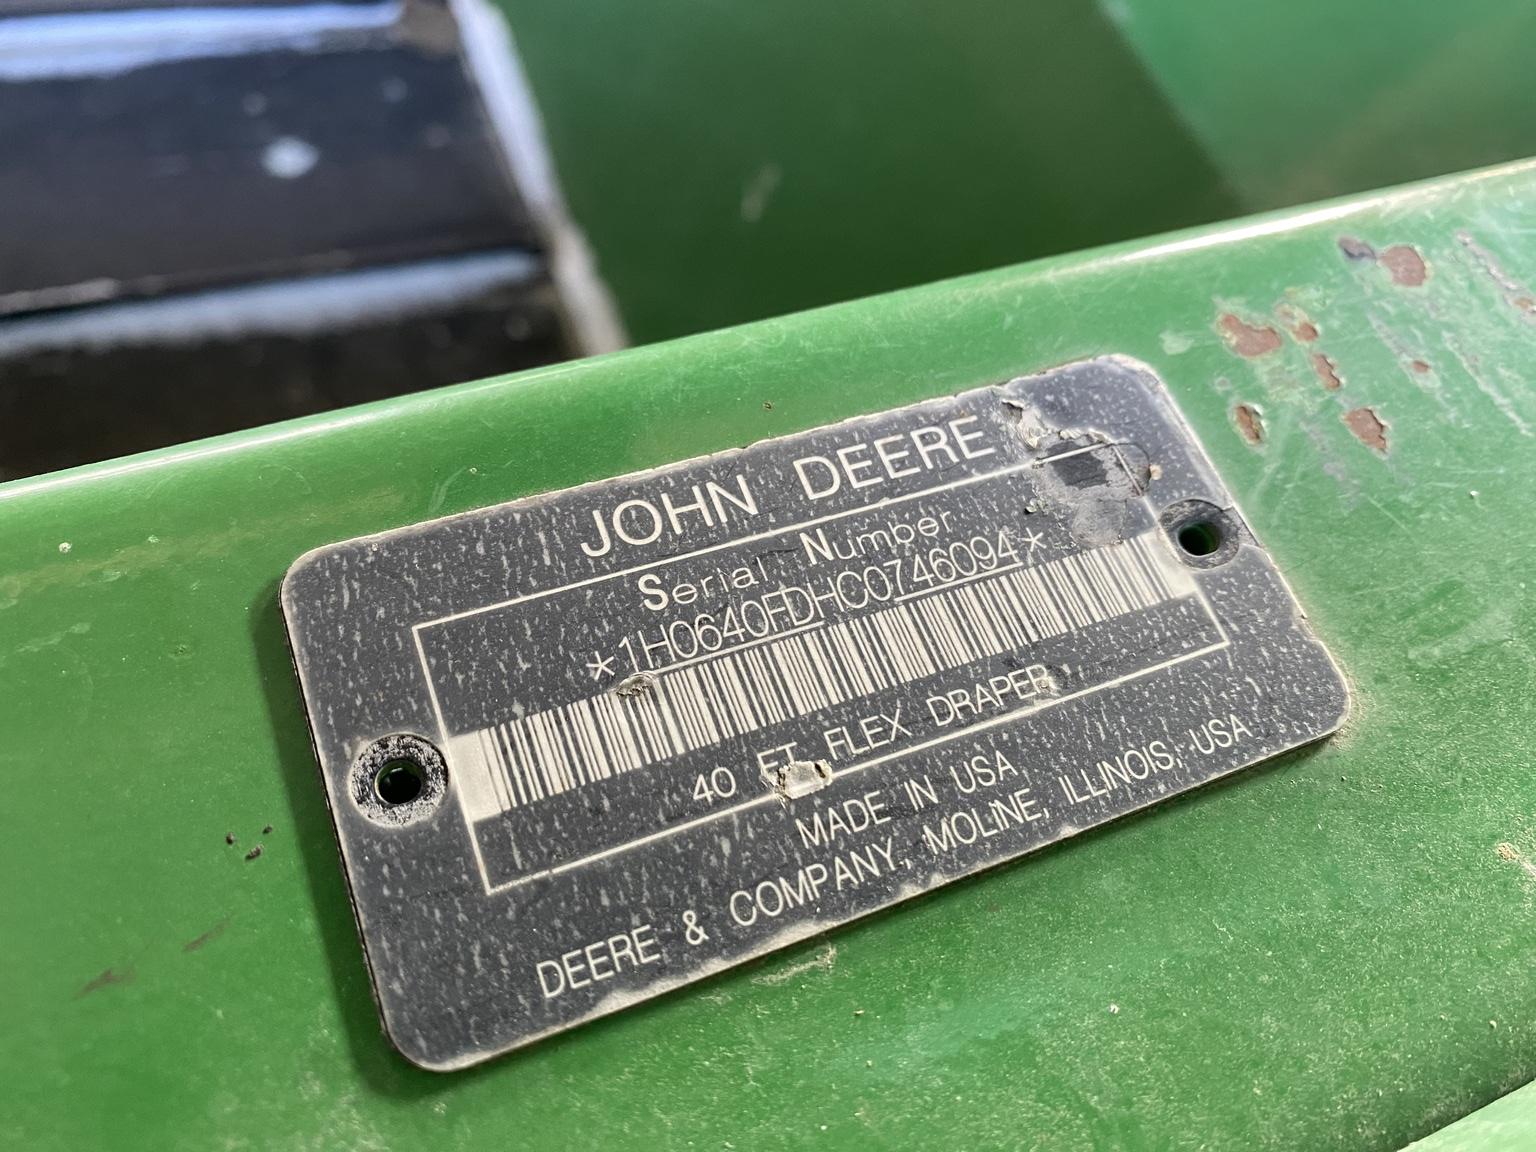 JOHN DEERE
Serial Number
*1H0640FDHC0746094*
40 FT FLEX DRAPER
MADE IN USA
DEERE & COMPANY, MOLINE, ILLINOIS, USA